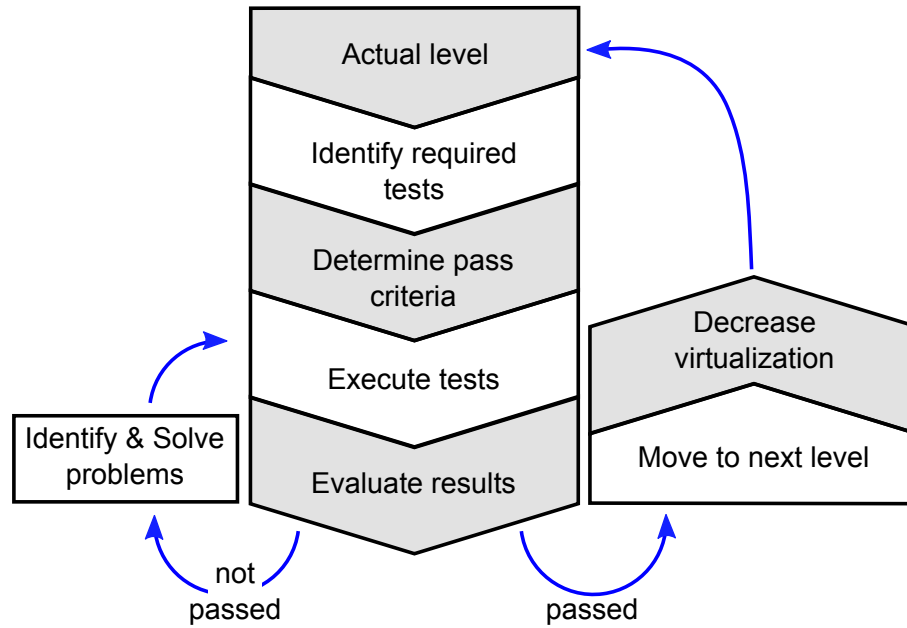 Actual level
Identify required
tests
Determine pass
criteria
Execute tests
Evaluate results
Identify & Solve
problems
not
passed
passed
Decrease
virtualization
Move to next level